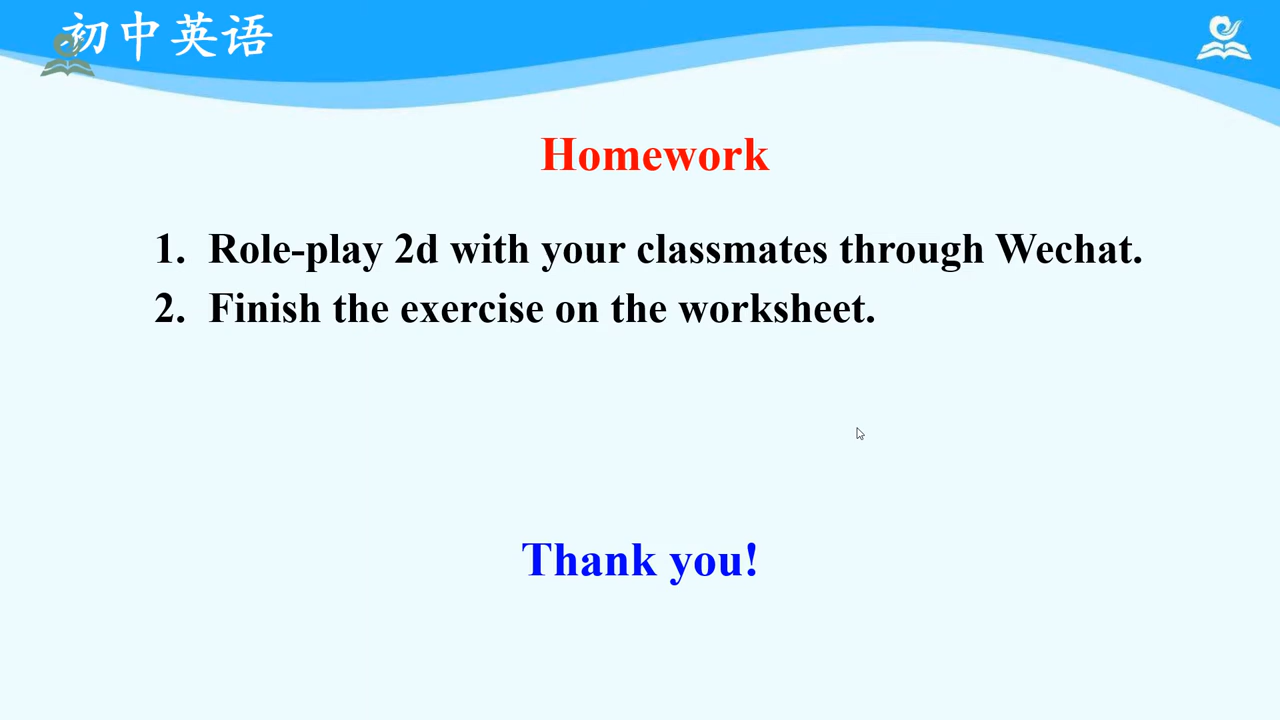 初中英语
Homework
1. Role-play 2d with your classmates through Wechat.
2. Finish the exercise on the worksheet.
Thank you!